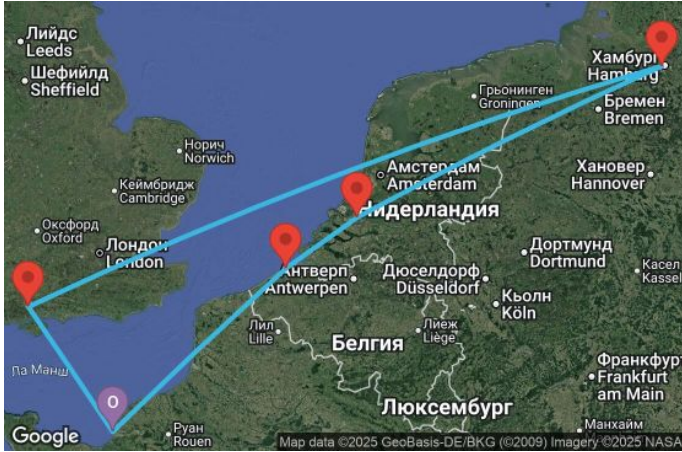 Лийдс
Leeds
Шефийлд
Sheffield
Хамбург
Hamburg
Грьонинген
Groningen
Бремен
Bremen
Норич
Norwich
Амстердам
Amsterdam
Хановер
Hannover
Кеймбридж
Cambridge
Нидерландия
Оксфорд
Oxford
Лондон
London
Дортмунд
Dortmund
Антверп
Antwerpen
Дюселдорф
Düsseldorf
Касел
Kassel
Кьолн
Köln
Лил
Lille
Белгия
Лиеж
Liège
Ла Манш
Франкфурт
Frankfurt
am Main
Люксембург
O
Руан
Rouen
Манхайм
Google
Map data ©2025 GeoBasis-DE/BKG (©2009) Imagery ©2025 NASA